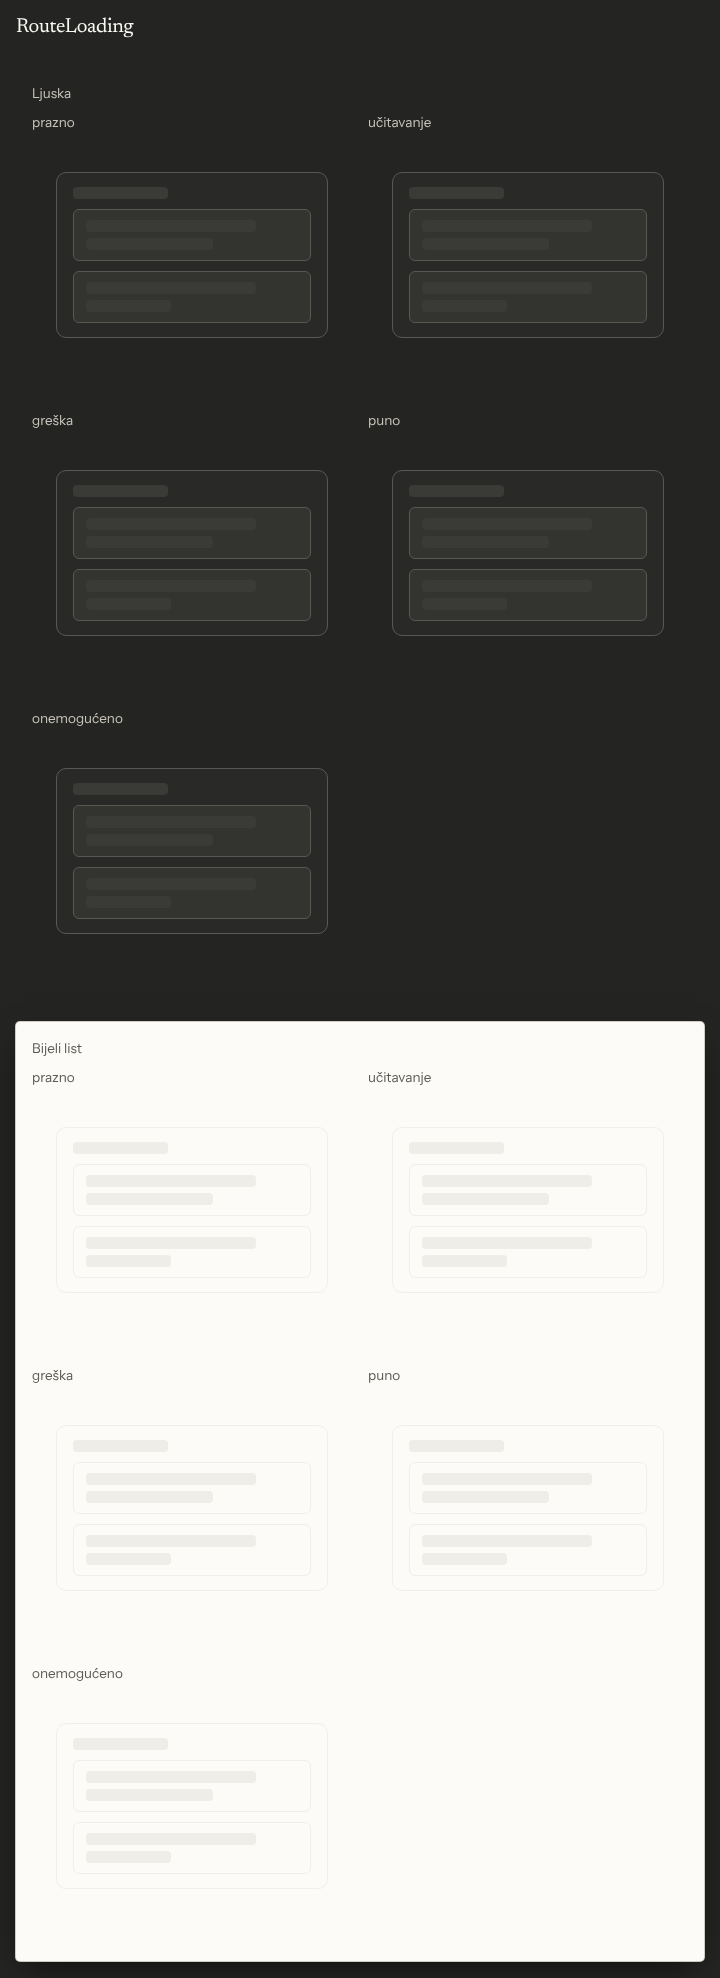 RouteLoading
Ljuska
prazno
učitavanje
greška
puno
onemogućeno
Bijeli list
prazno
učitavanje
greška
puno
onemogućeno